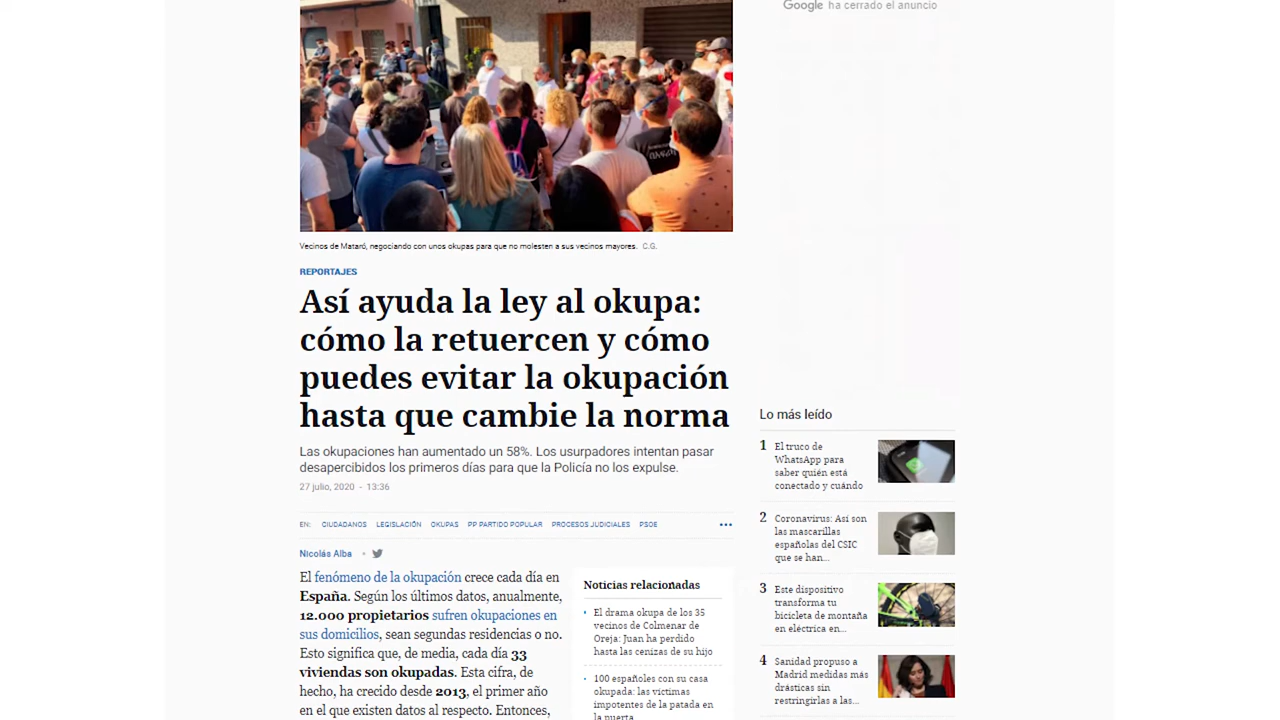 Google ha cerrado el anuncio
Vecinos de Mataró, negociando con unos okupas para que no molesten a sus vecinos mayores. C.G.
REPORTAJES
Así ayuda la ley al okupa:
cómo la retuercen y cómo
puedes evitar la okupación
hasta que cambie la norma
Las okupaciones han aumentado un 58%. Los usurpadores intentan pasar
desapercibidos los primeros días para que la Policía no los expulse.
27 julio, 2020 - 13:36
EN: CIUDADANOS LEGISLACIÓN OKUPAS PP PARTIDO POPULAR PROCESOS JUDICIALES PSOE
Nicolás Alba
El fenómeno de la okupación crece cada día en
España. Según los últimos datos, anualmente,
12.000 propietarios sufren okupaciones en
sus domicilios, sean segundas residencias o no.
Esto significa que, de media, cada día 33
viviendas son okupadas. Esta cifra, de
hecho, ha crecido desde 2013, el primer año
en el que existen datos al respecto. Entonces,
Noticias relacionadas
El drama okupa de los 35
vecinos de Colmenar de
Oreja: Juan ha perdido
hasta las cenizas de su hijo
100 españoles con su casa
okupada: las víctimas
impotentes de la patada en
la puerta
Lo más leído
1 El truco de
WhatsApp para
saber quién está
conectado y cuándo
2 Coronavirus: Así son
las mascarillas
españolas del CSIC
que se han...
3 Este dispositivo
transforma tu
bicicleta de montaña
en eléctrica en...
4 Sanidad propuso a
Madrid medidas más
drásticas sin
restringirlas a las...